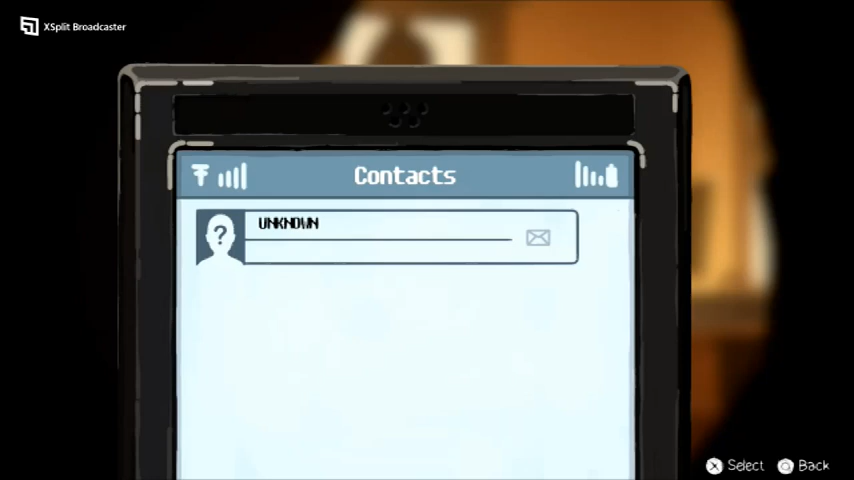 XSplit Broadcaster
Contacts
?
UNKNOWN
Select
Back